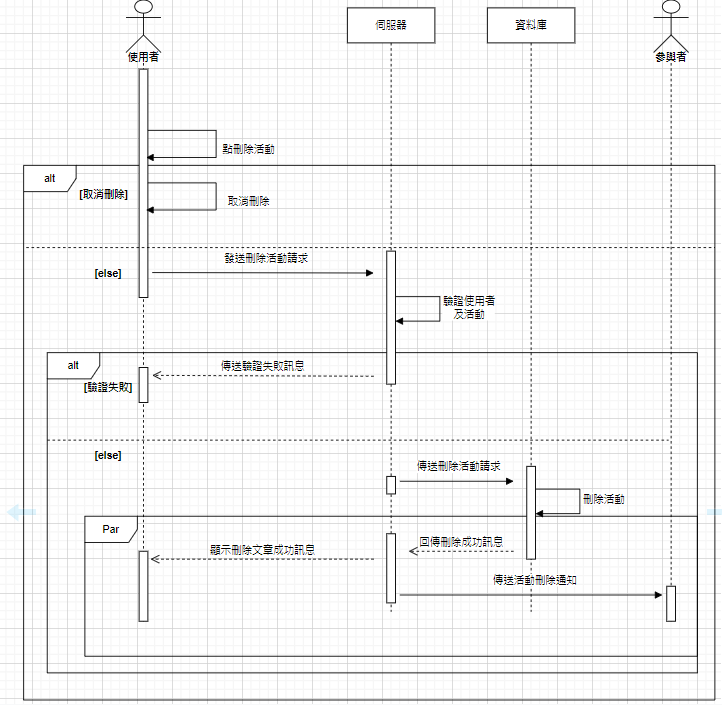 伺服器
資料庫
使用者
參與者
點刪除活動
alt
[取消刪除]
取消刪除
發送刪除活動請求
[else]
驗證使用者
及活動
alt
傳送驗證失敗訊息
[驗證失敗]
[else]
傳送刪除活動請求
刪除活動
Par
回傳刪除成功訊息
顯示刪除文章成功訊息
傳送活動刪除通知